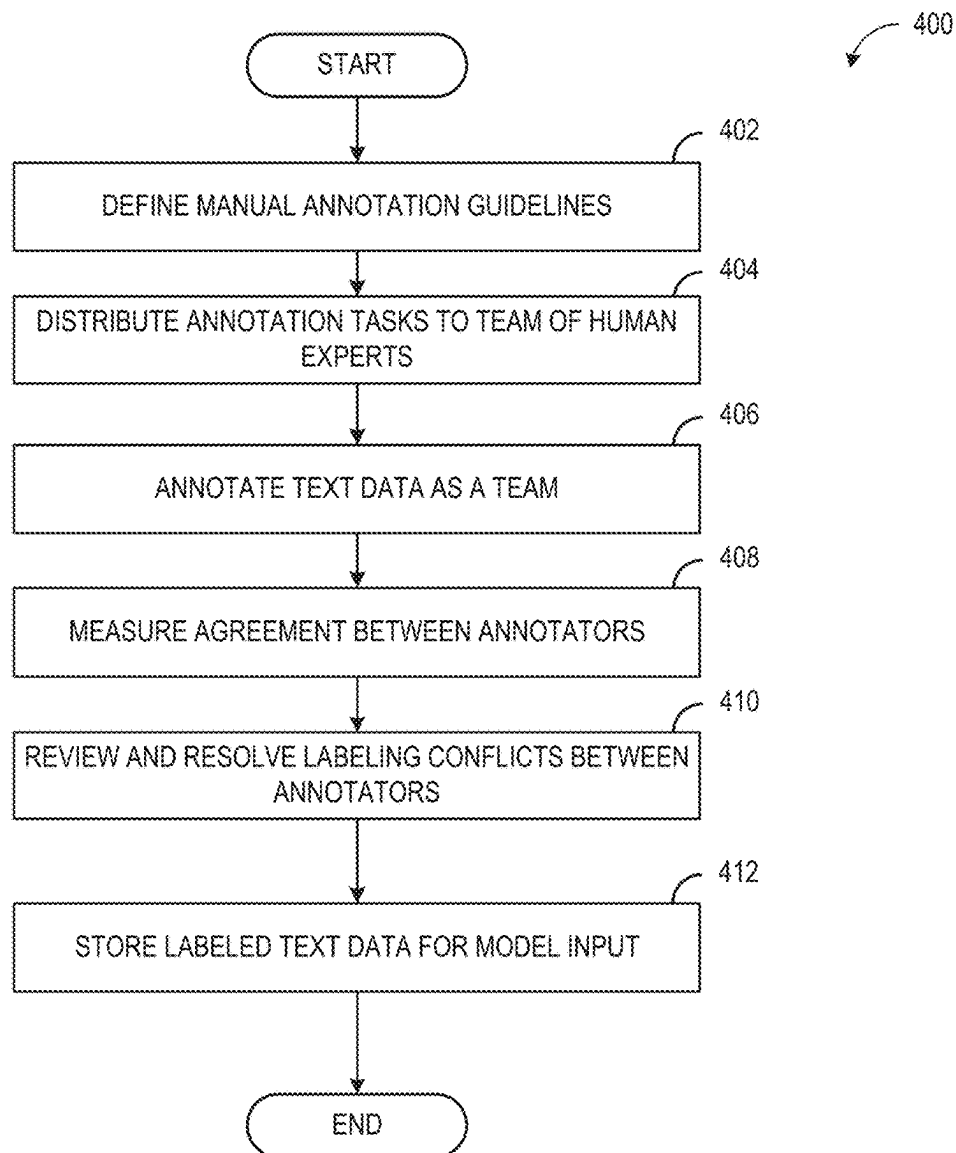 400
START
402
DEFINE MANUAL ANNOTATION GUIDELINES
404
DISTRIBUTE ANNOTATION TASKS TO TEAM OF HUMAN
EXPERTS
406
ANNOTATE TEXT DATA AS A TEAM
408
MEASURE AGREEMENT BETWEEN ANNOTATORS
410
REVIEW AND RESOLVE LABELING CONFLICTS BETWEEN
ANNOTATORS
412
STORE LABELED TEXT DATA FOR MODEL INPUT
END